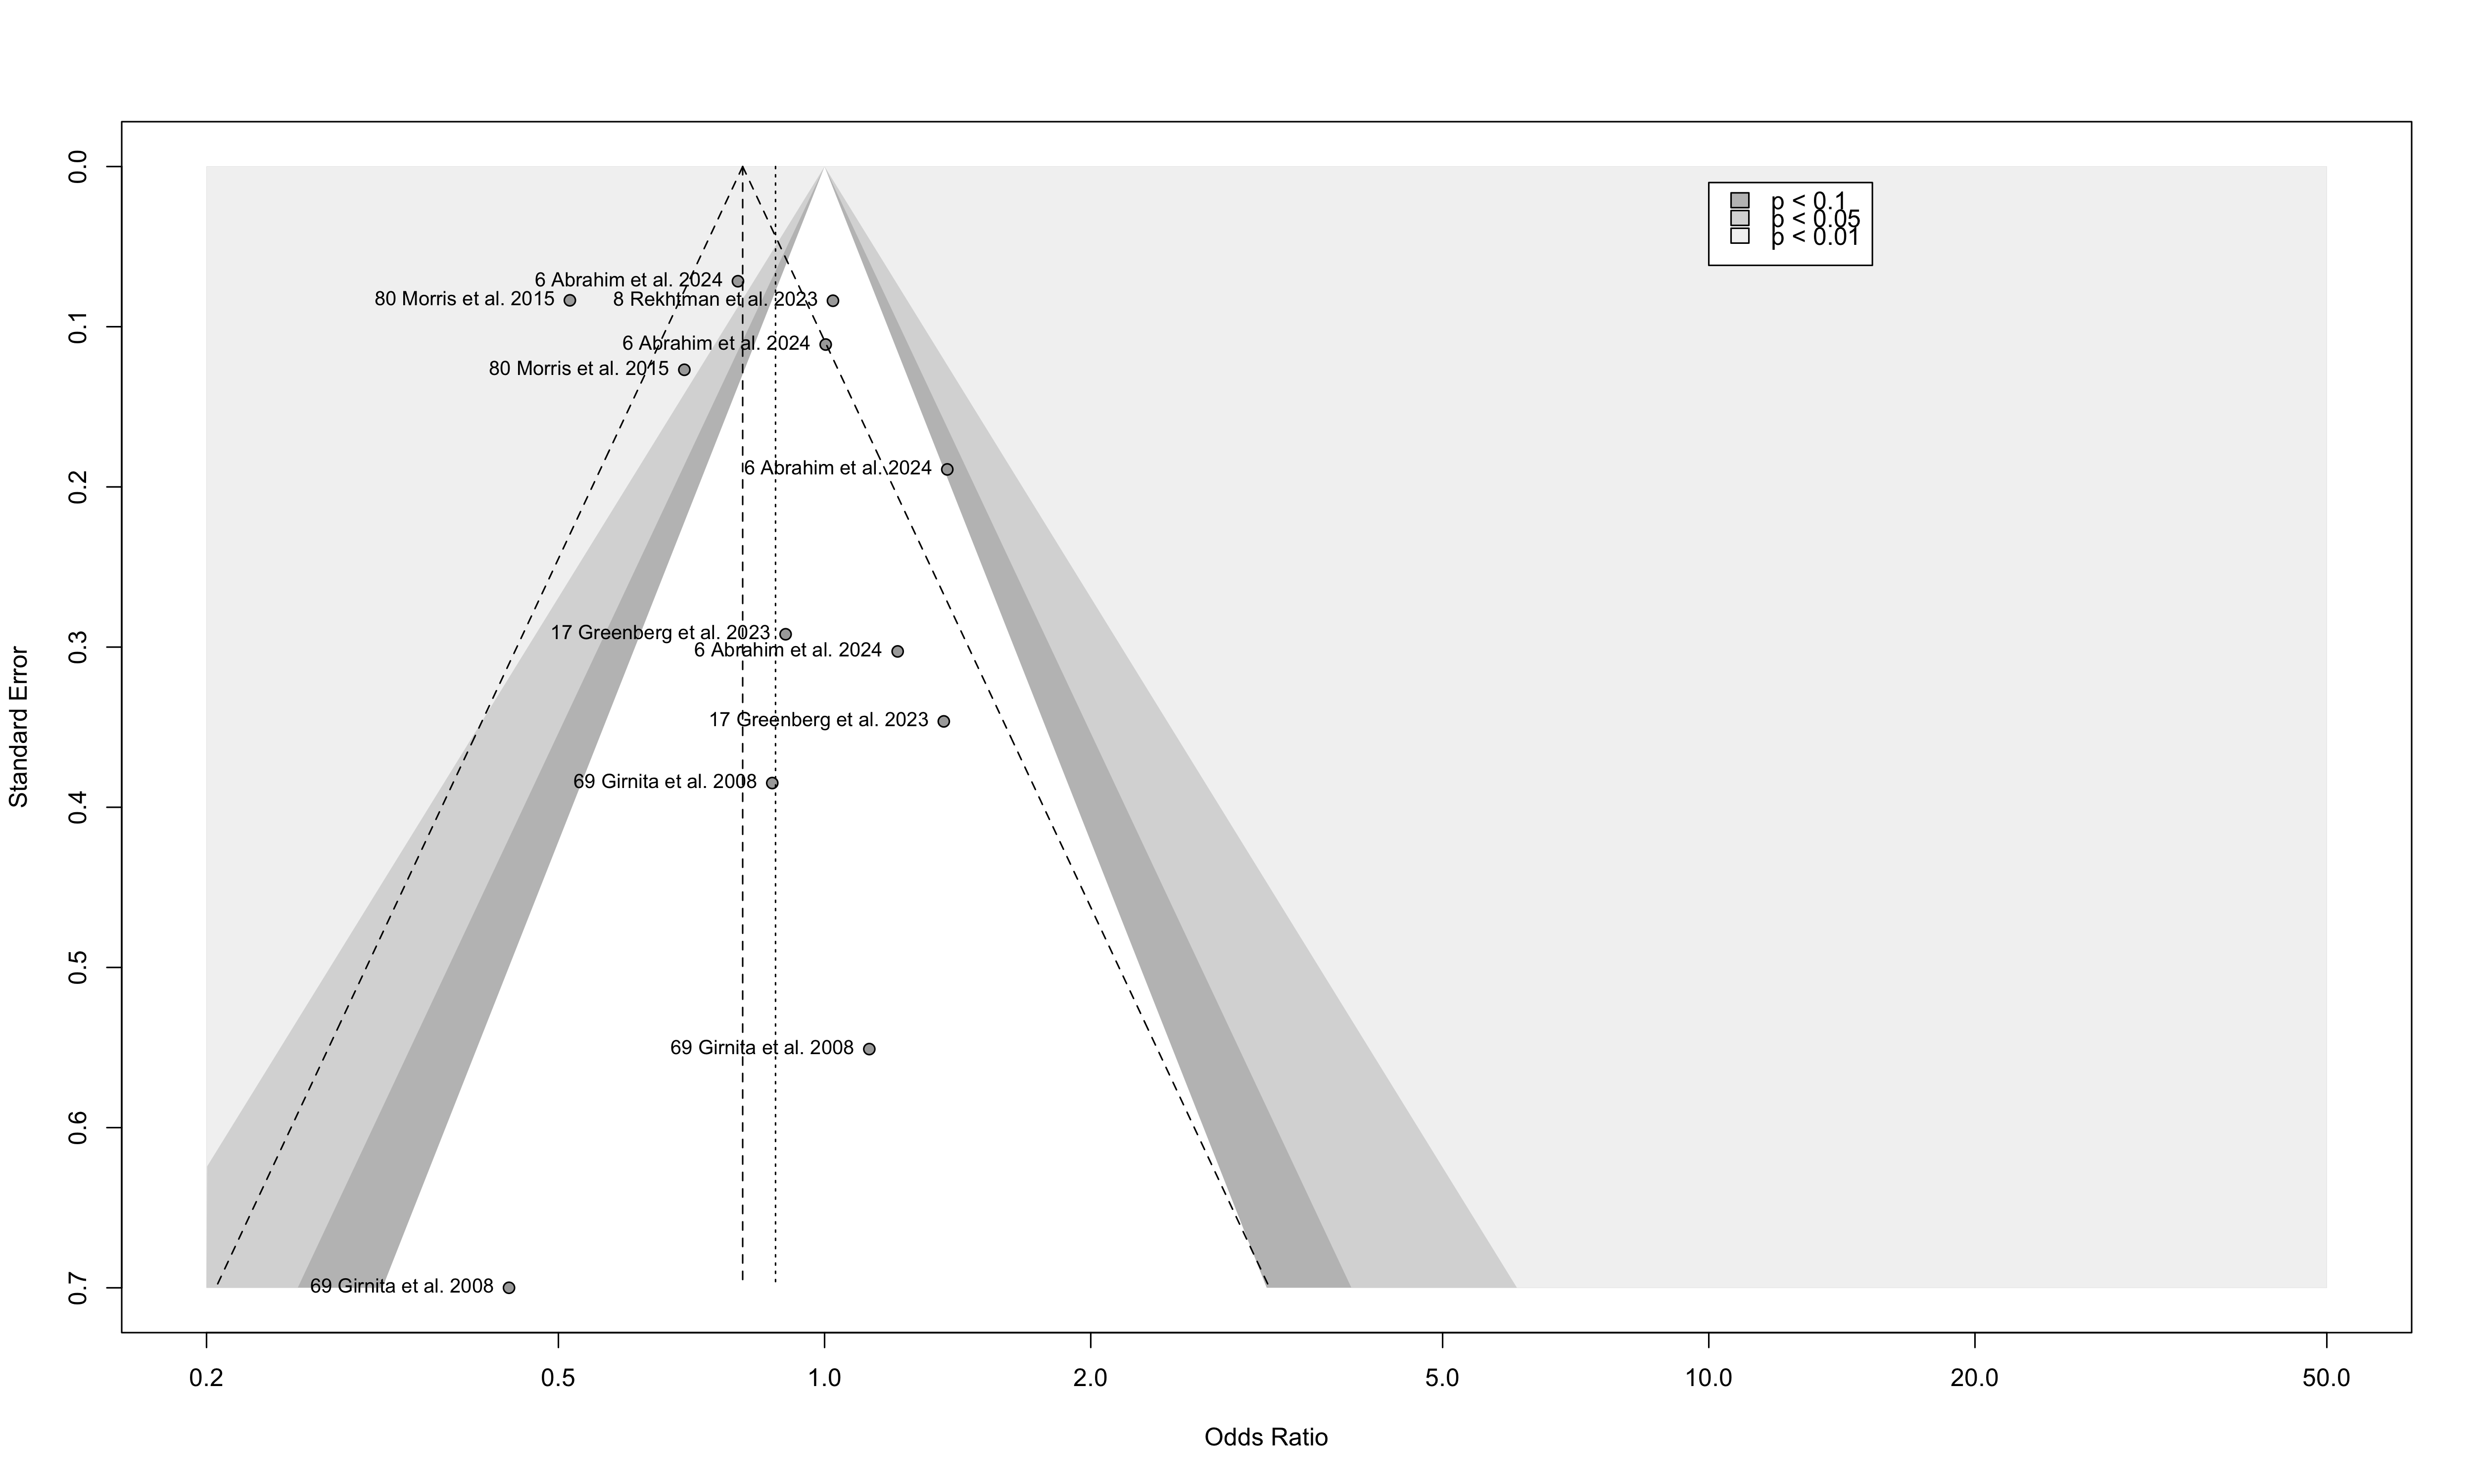 p < 0.1
p < 0.05
p < 0.01
6 Abrahim et al. 2024
80 Morris et al. 2015
8 Rekhtman et al. 2023
6 Abrahim et al. 2024
80 Morris et al. 2015
6 Abrahim et al. 2024
17 Greenberg et al. 2023
6 Abrahim et al. 2024
17 Greenberg et al. 2023
69 Girnita et al. 2008
69 Girnita et al. 2008
69 Girnita et al. 2008
Standard Error
0.0
0.1
0.2
0.3
0.4
0.5
0.6
0.7
0.2
0.5
1.0
2.0
5.0
10.0
20.0
50.0
Odds Ratio